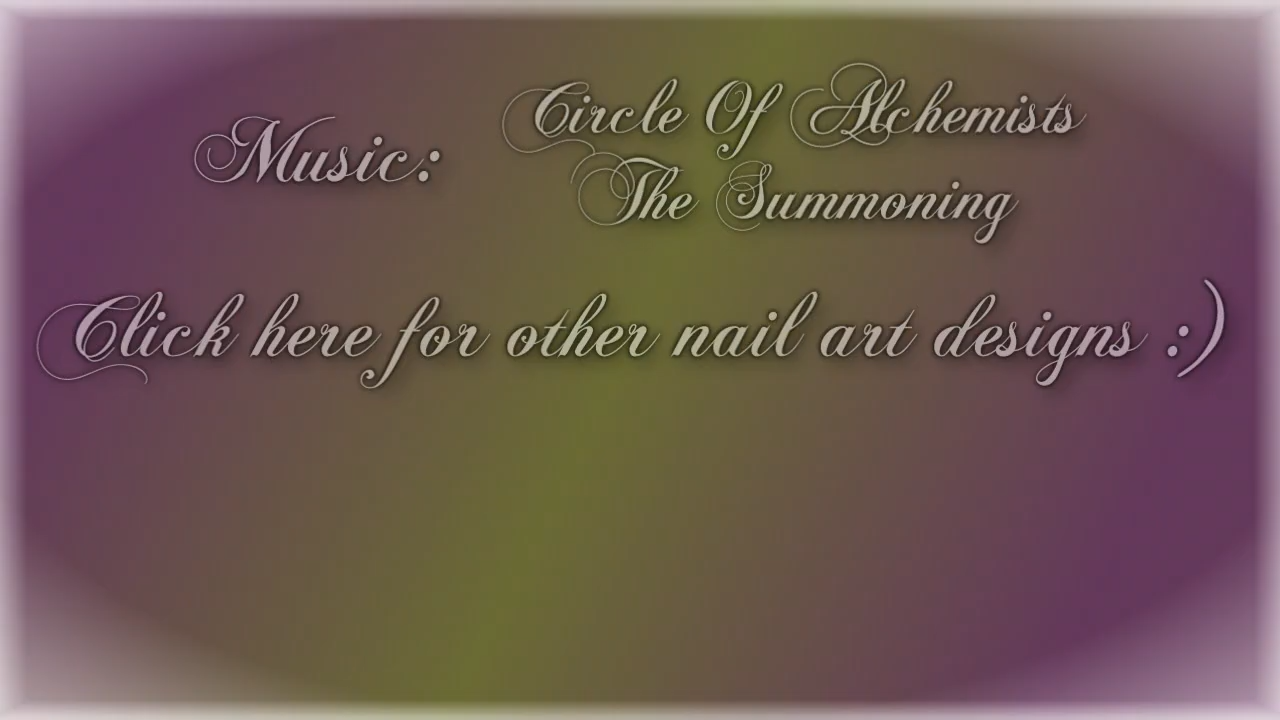 Music:
Circle Of Alchemists
The Summoning
Click here for other nail art designs :)